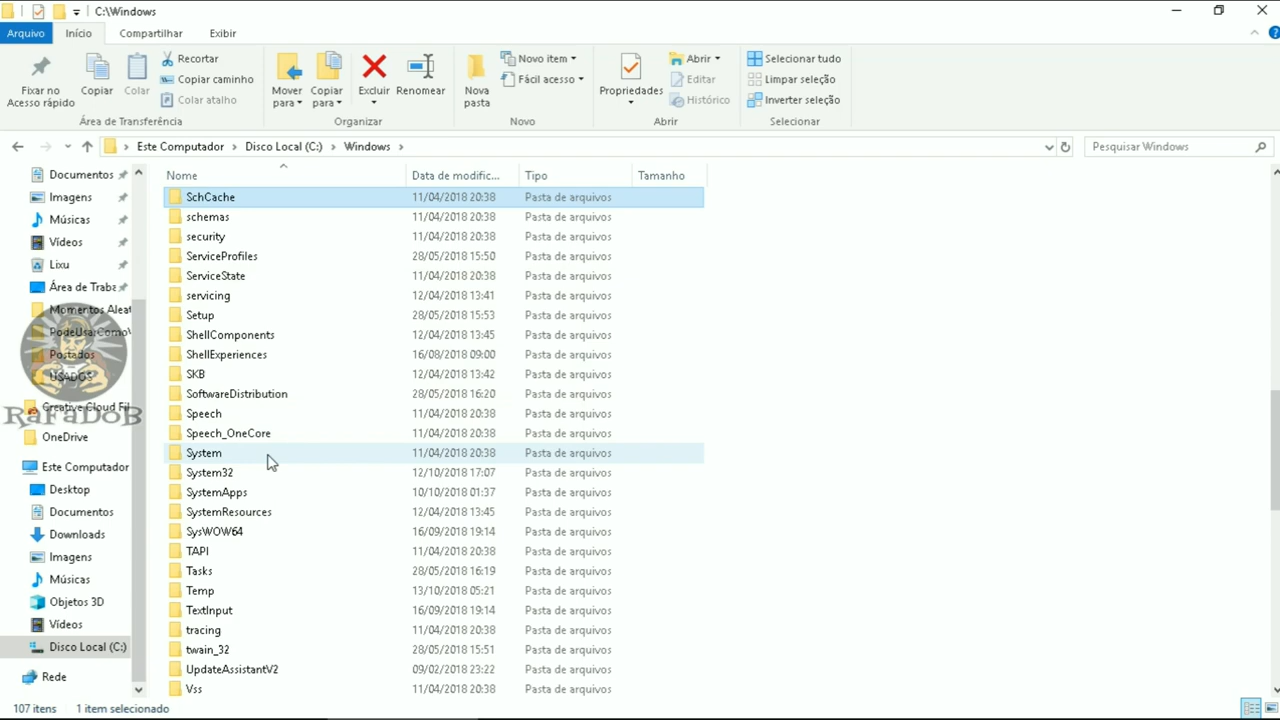 C:\Windows
Arquivo Início Compartilhar Exibir
Fixar no Acesso rápido
Copiar
Colar
Recortar
Copiar caminho
Colar atalho
Mover para
Copiar para
Excluir
Renomear
Nova pasta
Novo item
Fácil acesso
Propriedades
Abrir
Editar
Histórico
Selecionar tudo
Limpar seleção
Inverter seleção
Área de Transferência Organizar Novo Abrir Selecionar
Este Computador Disco Local (C:) Windows
Pesquisar Windows
Documentos
Imagens
Músicas
Vídeos
Lixu
Área de Traba
Momentos Aleat
PodeUsarComoV
Postados
USADOS
Creative Cloud Fil
RaFaDoB
OneDrive
Este Computador
Desktop
Documentos
Downloads
Imagens
Músicas
Objetos 3D
Vídeos
Disco Local (C:)
Rede
Nome Data de modific... Tipo Tamanho
SchCache 11/04/2018 20:38 Pasta de arquivos
schemas 11/04/2018 20:38 Pasta de arquivos
security 11/04/2018 20:38 Pasta de arquivos
ServiceProfiles 28/05/2018 15:50 Pasta de arquivos
ServiceState 11/04/2018 20:38 Pasta de arquivos
servicing 12/04/2018 13:41 Pasta de arquivos
Setup 28/05/2018 15:53 Pasta de arquivos
ShellComponents 12/04/2018 13:45 Pasta de arquivos
ShellExperiences 16/08/2018 09:00 Pasta de arquivos
SKB 12/04/2018 13:42 Pasta de arquivos
SoftwareDistribution 28/05/2018 16:20 Pasta de arquivos
Speech 11/04/2018 20:38 Pasta de arquivos
Speech_OneCore 11/04/2018 20:38 Pasta de arquivos
System 11/04/2018 20:38 Pasta de arquivos
System32 12/10/2018 17:07 Pasta de arquivos
SystemApps 10/10/2018 01:37 Pasta de arquivos
SystemResources 12/04/2018 13:45 Pasta de arquivos
SysWOW64 16/09/2018 19:14 Pasta de arquivos
TAPI 11/04/2018 20:38 Pasta de arquivos
Tasks 28/05/2018 16:19 Pasta de arquivos
Temp 13/10/2018 05:21 Pasta de arquivos
TextInput 16/09/2018 19:14 Pasta de arquivos
tracing 11/04/2018 20:38 Pasta de arquivos
twain_32 28/05/2018 15:51 Pasta de arquivos
UpdateAssistantV2 09/02/2018 23:22 Pasta de arquivos
Vss 11/04/2018 20:38 Pasta de arquivos
107 itens 1 item selecionado